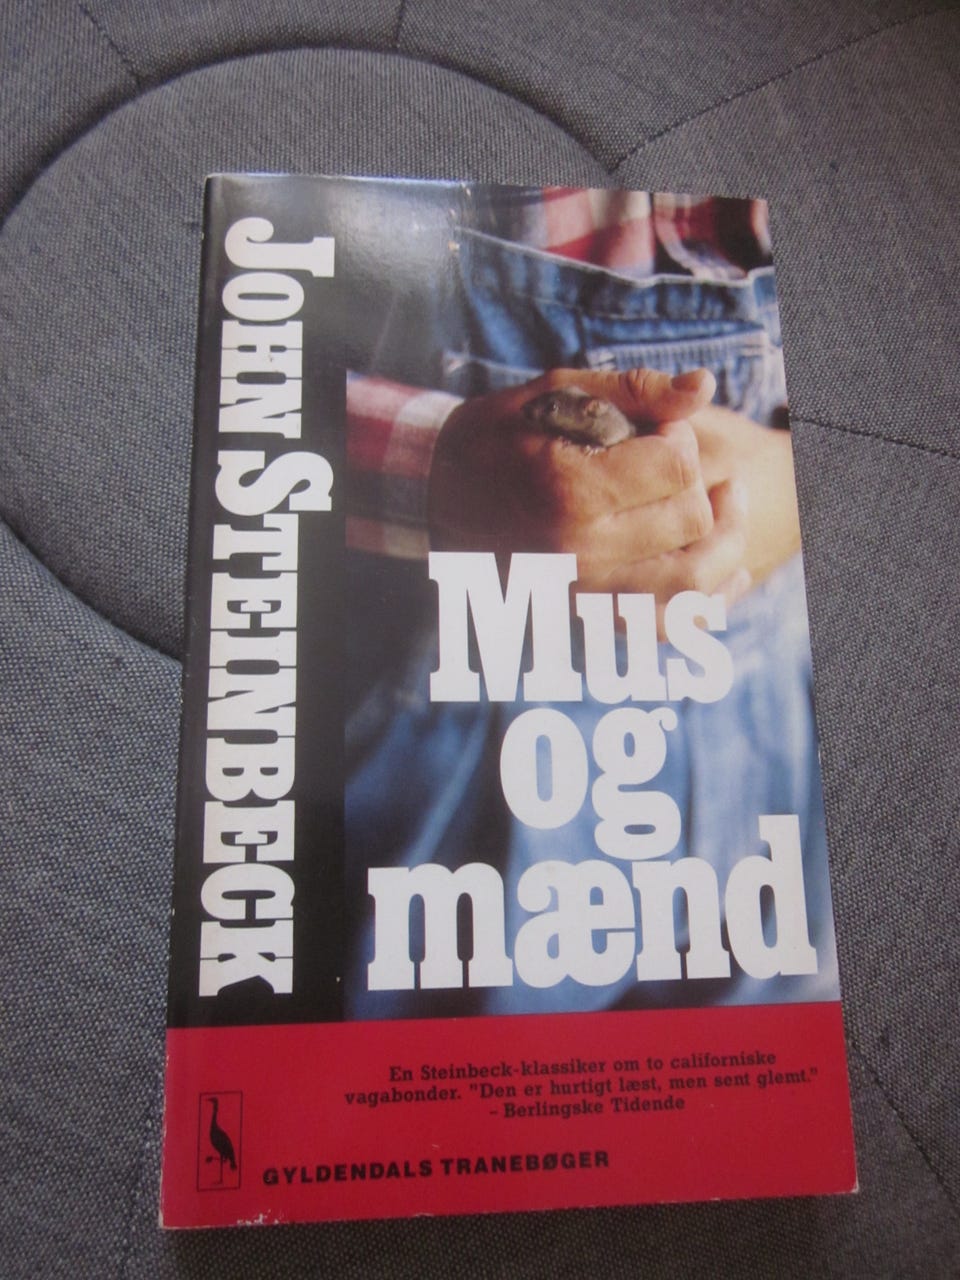 JOHN STEINBECK
Mus
og
mænd
En Steinbeck-klassiker om to californiske
vagabonder. "Den er hurtigt læst, men sent glemt."
- Berlingske Tidende
GYLDENDALS TRANEBØGER